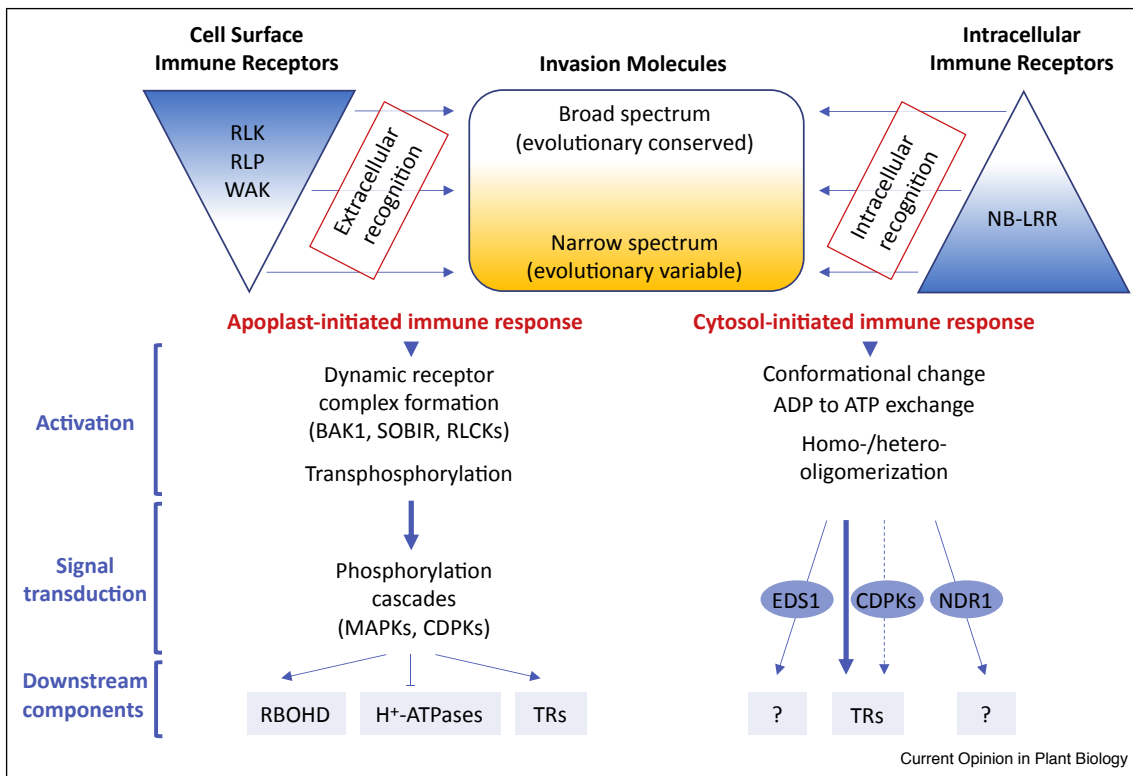 Cell Surface
Immune Receptors
Invasion Molecules
Intracellular
Immune Receptors
RLK
RLP
WAK
Extracellular
recognition
Broad spectrum
(evolutionary conserved)
Narrow spectrum
(evolutionary variable)
Intracellular
recognition
NB-LRR
Apoplast-initiated immune response
Cytosol-initiated immune response
Activation
Dynamic receptor
complex formation
(BAK1, SOBIR, RLCKs)
Transphosphorylation
Conformational change
ADP to ATP exchange
Homo-/hetero-
oligomerization
Signal
transduction
Phosphorylation
cascades
(MAPKs, CDPKs)
EDS1
CDPKs
NDR1
Downstream
components
RBOHD
H⁺-ATPases
TRs
?
TRs
?
Current Opinion in Plant Biology